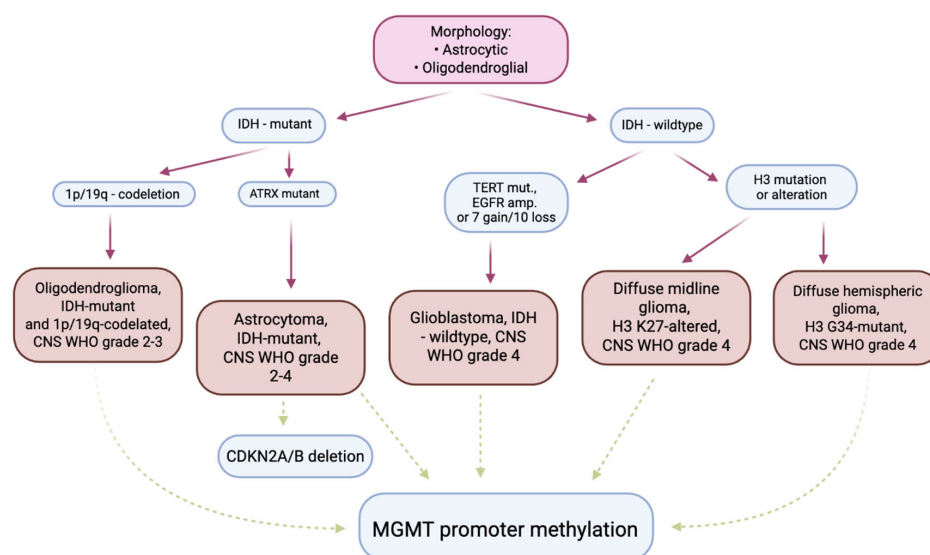 Morphology:
• Astrocytic
• Oligodendroglial
IDH - mutant
IDH - wildtype
1p/19q - codeletion
ATRX mutant
TERT mut.,
EGFR amp.
or 7 gain/10 loss
H3 mutation
or alteration
Oligodendroglioma,
IDH-mutant
and 1p/19q-codelated,
CNS WHO grade 2-3
Astrocytoma,
IDH-mutant,
CNS WHO grade
2-4
Glioblastoma, IDH
- wildtype, CNS
WHO grade 4
Diffuse midline
glioma,
H3 K27-altered,
CNS WHO grade 4
Diffuse hemispheric
glioma,
H3 G34-mutant,
CNS WHO grade 4
CDKN2A/B deletion
MGMT promoter methylation